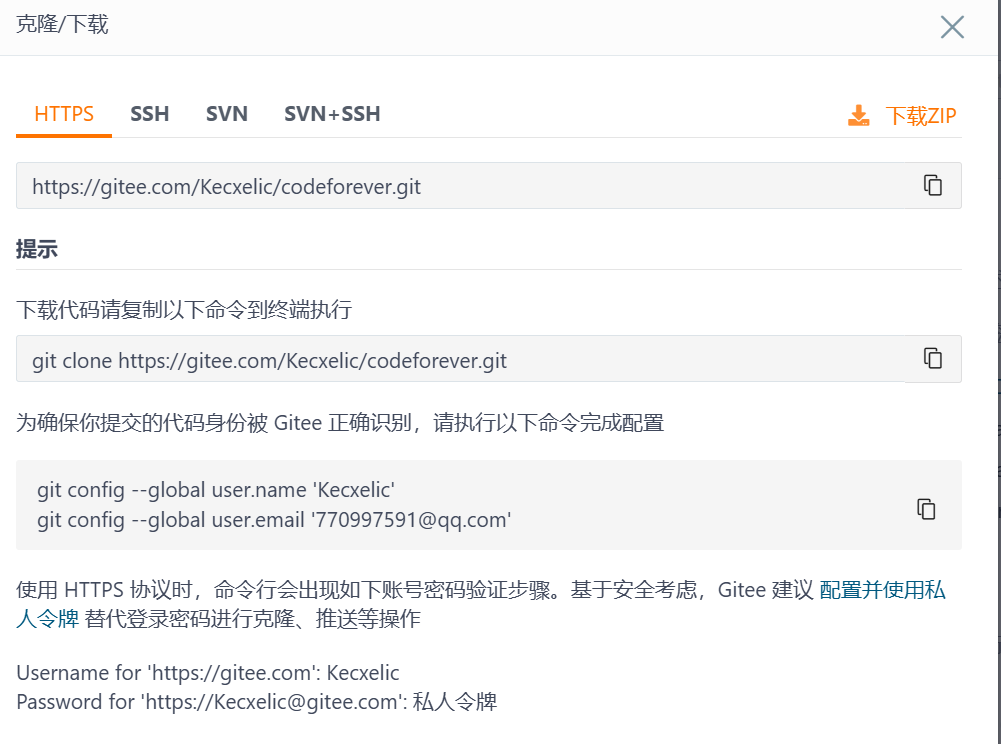 克隆/下载
HTTPS SSH SVN SVN+SSH 下载ZIP
https://gitee.com/Kecxelic/codeforever.git
提示
下载代码请复制以下命令到终端执行
git clone https://gitee.com/Kecxelic/codeforever.git
为确保你提交的代码身份被 Gitee 正确识别，请执行以下命令完成配置
git config --global user.name 'Kecxelic'
git config --global user.email '770997591@qq.com'
使用 HTTPS 协议时，命令行会出现如下账号密码验证步骤。基于安全考虑，Gitee 建议 配置并使用私
人令牌 替代登录密码进行克隆、推送等操作
Username for 'https://gitee.com': Kecxelic
Password for 'https://Kecxelic@gitee.com': 私人令牌